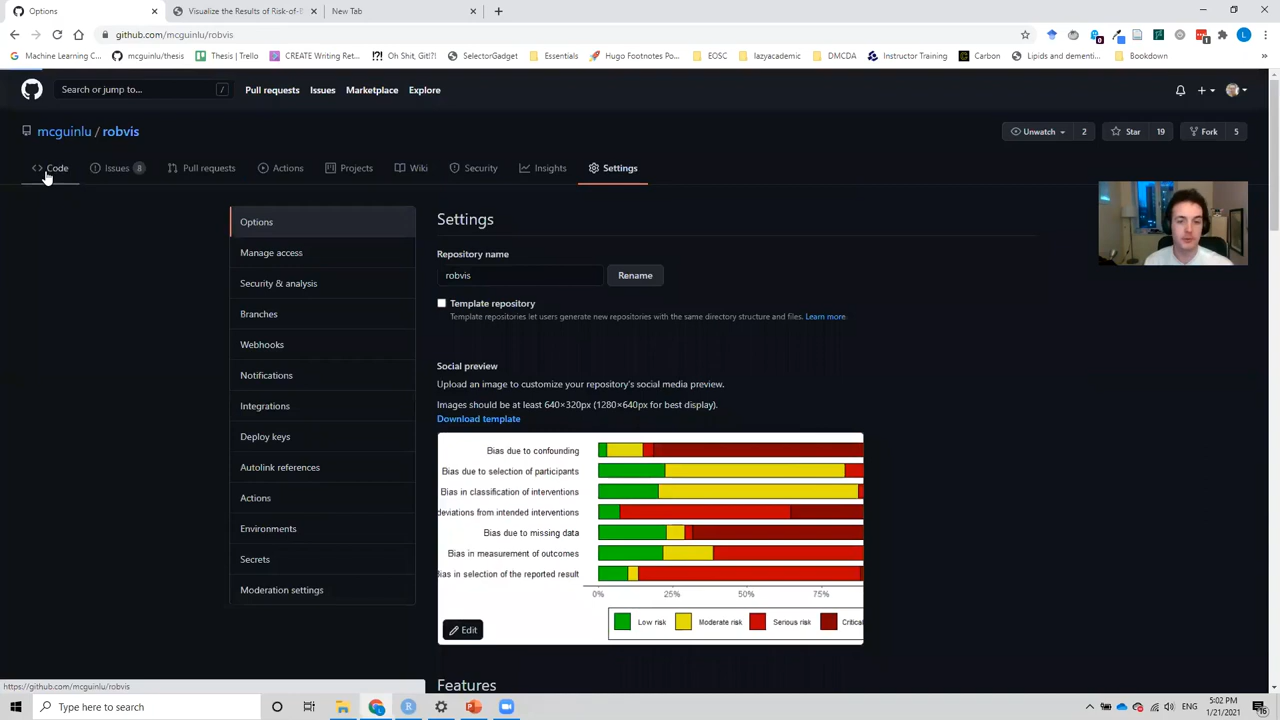 Options
Visualize the Results of Risk-of-B
New Tab
github.com/mcguinlu/robvis
L
Machine Learning C...
mcguinlu/thesis
Thesis | Trello
CREATE Writing Ret...
Oh Shit, Git!?!
SelectorGadget
Essentials
Hugo Footnotes Po...
EOSC
lazyacademic
DMCDA
Instructor Training
Carbon
Lipids and dementi...
Bookdown
Search or jump to...
/
Pull requests
Issues
Marketplace
Explore
mcguinlu / robvis
Unwatch
2
Star
19
Fork
5
Code
Issues
8
Pull requests
Actions
Projects
Wiki
Security
Insights
Settings
Options
Manage access
Security & analysis
Branches
Webhooks
Notifications
Integrations
Deploy keys
Autolink references
Actions
Environments
Secrets
Moderation settings
Settings
Repository name
robvis
Rename
Template repository
Template repositories let users generate new repositories with the same directory structure and files. Learn more.
Social preview
Upload an image to customize your repository's social media preview.
Images should be at least 640×320px (1280×640px for best display).
Download template
Bias due to confounding
Bias due to selection of participants
Bias in classification of interventions
deviations from intended interventions
Bias due to missing data
Bias in measurement of outcomes
Bias in selection of the reported result
0%
25%
50%
75%
Low risk
Moderate risk
Serious risk
Critical
Edit
Features
https://github.com/mcguinlu/robvis
Type here to search
ENG
5:02 PM
1/21/2021